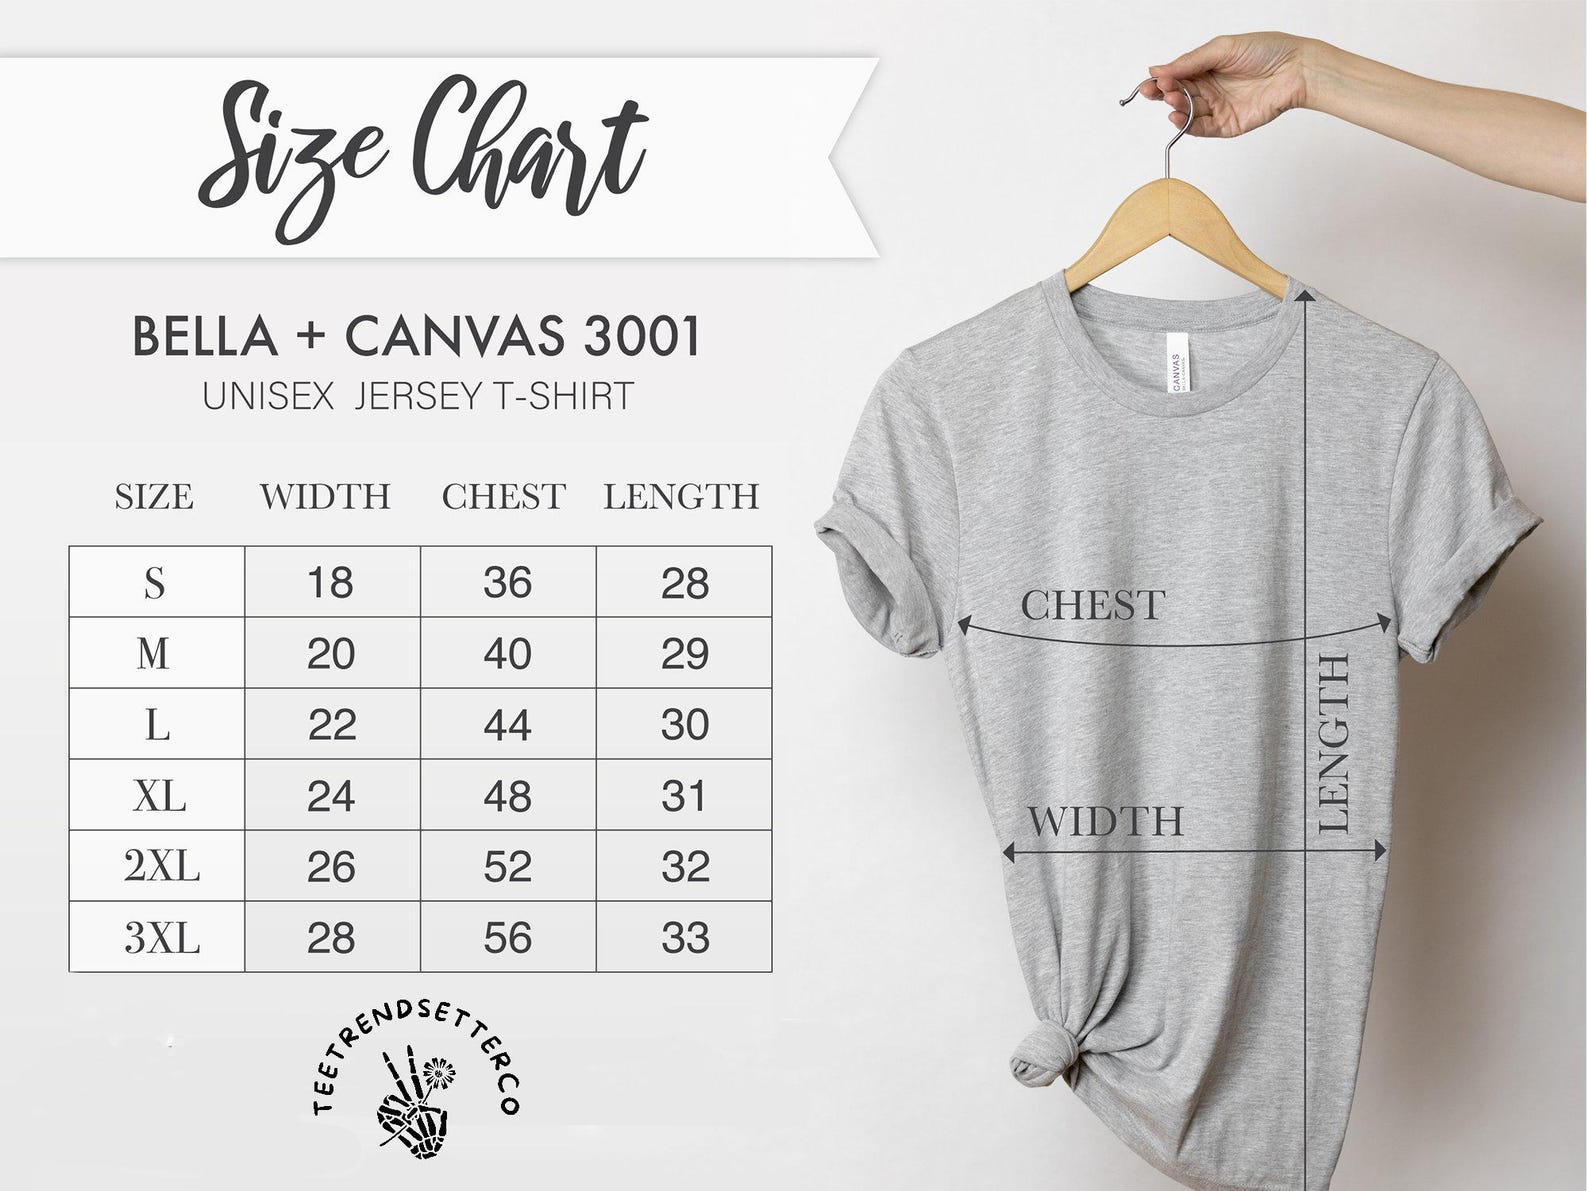 Size Chart
BELLA + CANVAS 3001
UNISEX JERSEY T-SHIRT
SIZE WIDTH CHEST LENGTH
S 18 36 28
M 20 40 29
L 22 44 30
XL 24 48 31
2XL 26 52 32
3XL 28 56 33
TEETRENDSETTERCO
CANVAS
BELLA+CANVAS.
CHEST
LENGTH
WIDTH